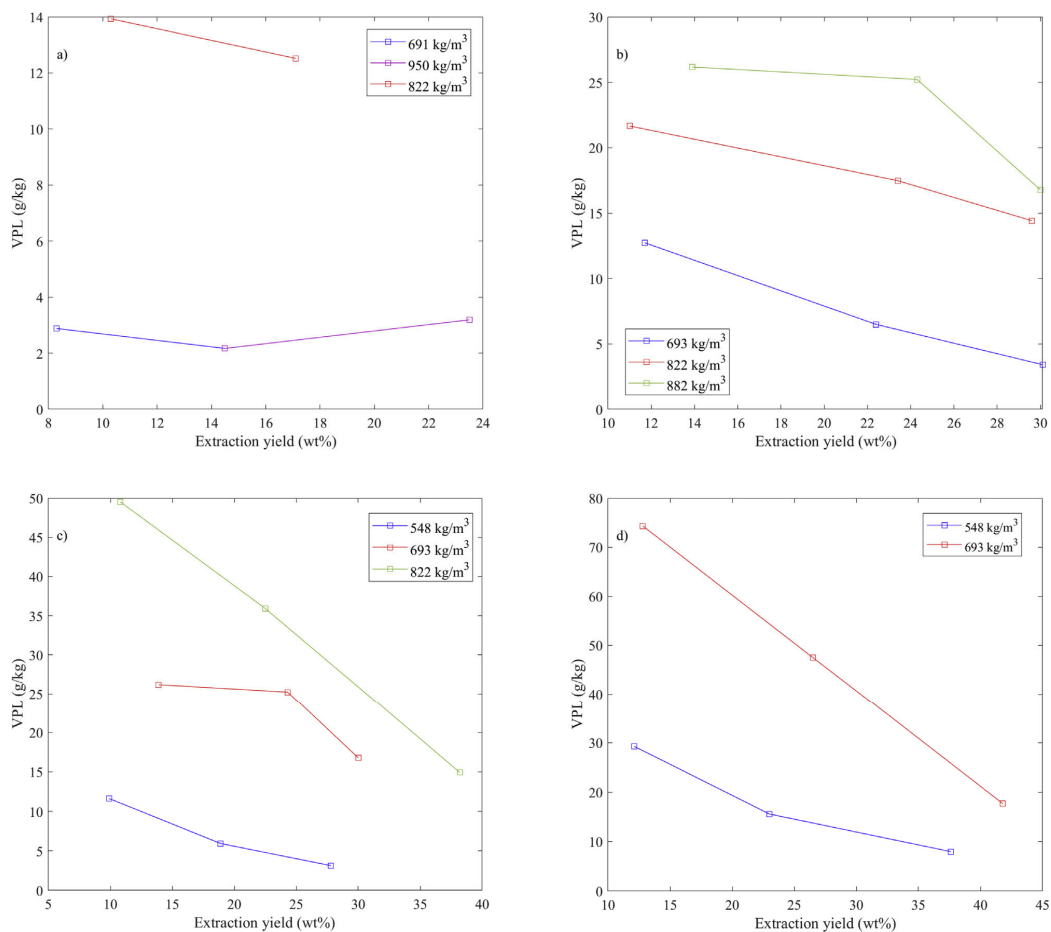 a)
691 kg/m³
950 kg/m³
822 kg/m³
VPL (g/kg)
14
12
10
8
6
4
2
0
8 10 12 14 16 18 20 22 24
Extraction yield (wt%)
b)
693 kg/m³
822 kg/m³
882 kg/m³
VPL (g/kg)
30
25
20
15
10
5
0
10 12 14 16 18 20 22 24 26 28 30
Extraction yield (wt%)
c)
548 kg/m³
693 kg/m³
822 kg/m³
VPL (g/kg)
50
45
40
35
30
25
20
15
10
5
0
5 10 15 20 25 30 35 40
Extraction yield (wt%)
d)
548 kg/m³
693 kg/m³
VPL (g/kg)
80
70
60
50
40
30
20
10
0
10 15 20 25 30 35 40 45
Extraction yield (wt%)